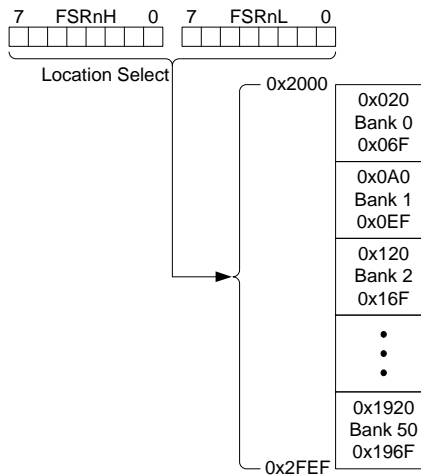 7 FSRnH 0 7 FSRnL 0
Location Select
0x2000
0x020
Bank 0
0x06F
0x0A0
Bank 1
0x0EF
0x120
Bank 2
0x16F
0x1920
Bank 50
0x196F
0x2FEF